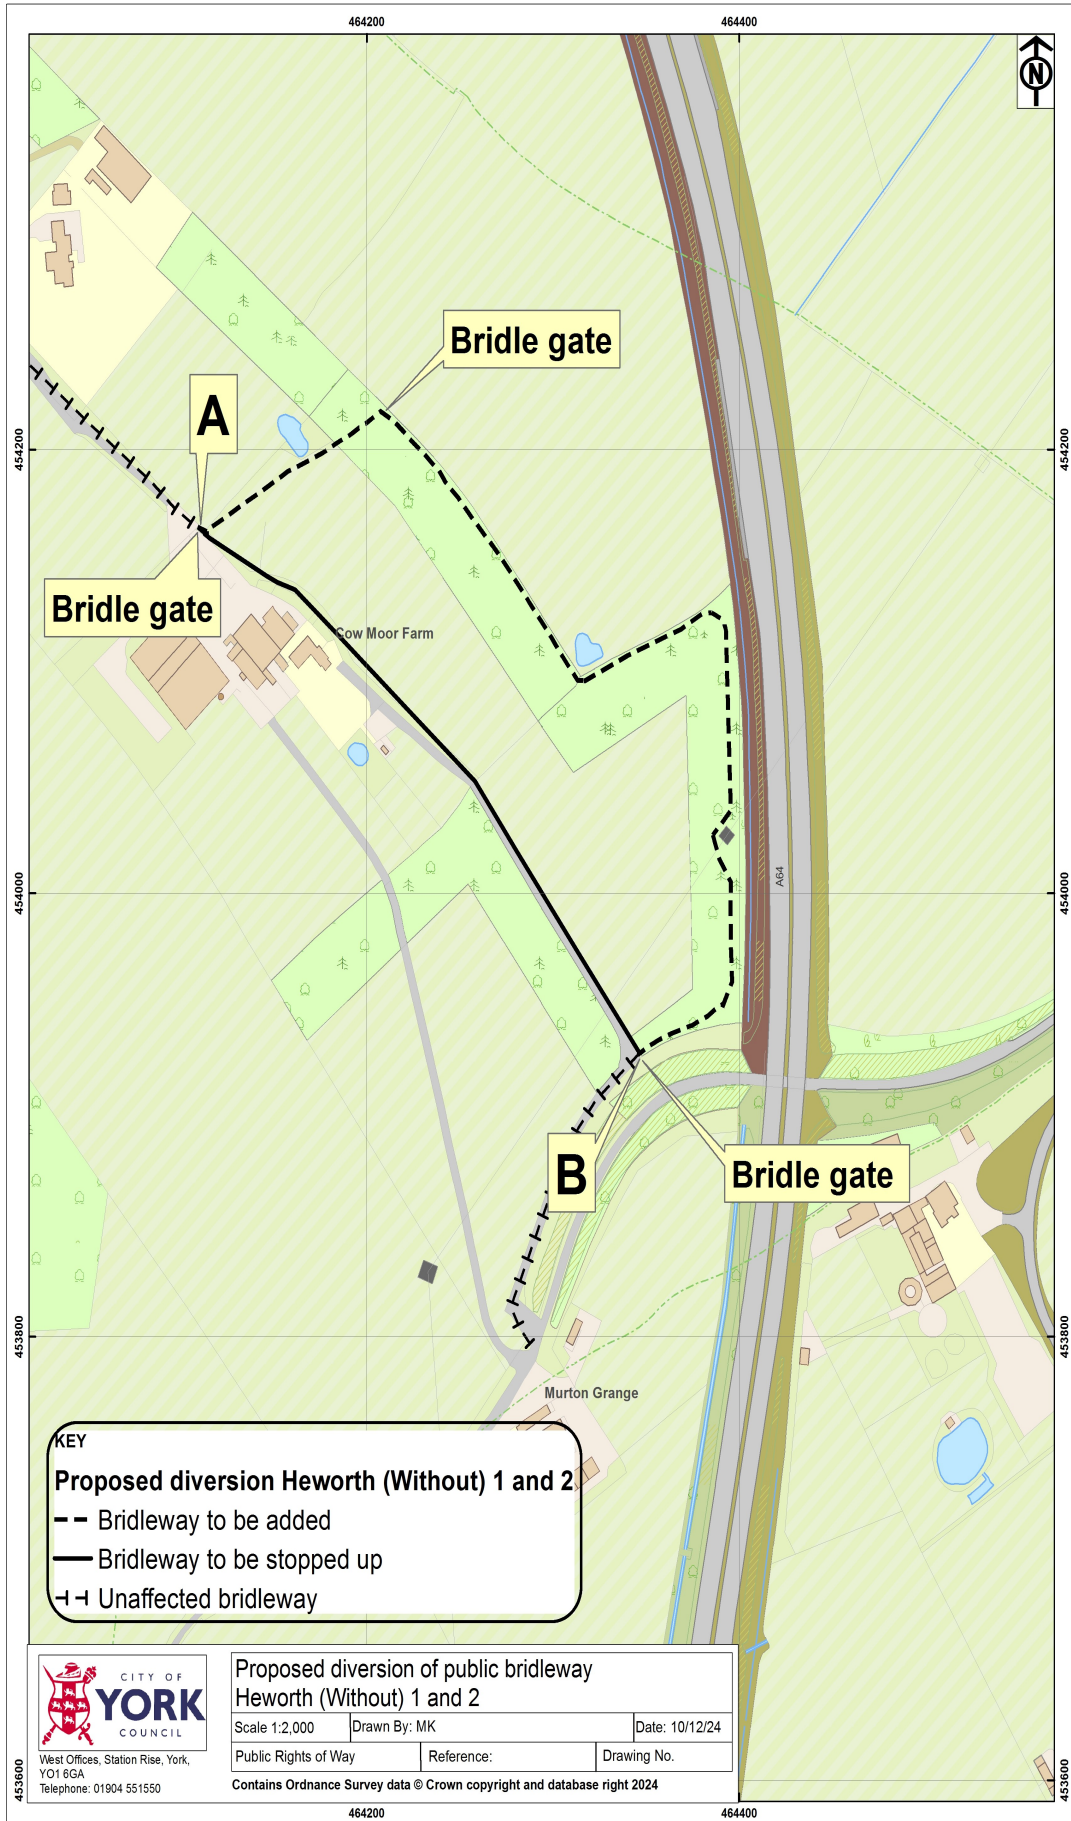 464200
464400
N
Bridle gate
A
454200
454200
Bridle gate
Cow Moor Farm
A64
454000
454000
B
Bridle gate
453800
453800
Murton Grange
KEY
Proposed diversion Heworth (Without) 1 and 2
Bridleway to be added
Bridleway to be stopped up
Unaffected bridleway
CITY OF
YORK
COUNCIL
West Offices, Station Rise, York,
YO1 6GA
Telephone: 01904 551550
Proposed diversion of public bridleway
Heworth (Without) 1 and 2
Scale 1:2,000
Drawn By: MK
Date: 10/12/24
Public Rights of Way
Reference:
Drawing No.
Contains Ordnance Survey data © Crown copyright and database right 2024
453600
453600
464200
464400